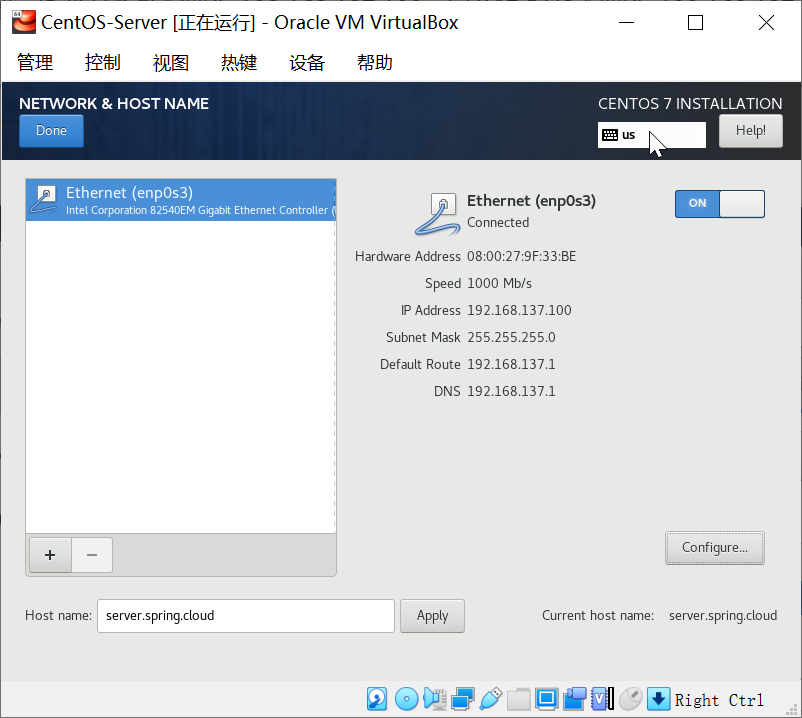 CentOS-Server [正在运行] - Oracle VM VirtualBox
管理 控制 视图 热键 设备 帮助
NETWORK & HOST NAME
CENTOS 7 INSTALLATION
Done
us
Help!
Ethernet (enp0s3)
Intel Corporation 82540EM Gigabit Ethernet Controller (
Ethernet (enp0s3)
Connected
ON
Hardware Address 08:00:27:9F:33:BE
Speed 1000 Mb/s
IP Address 192.168.137.100
Subnet Mask 255.255.255.0
Default Route 192.168.137.1
DNS 192.168.137.1
+ −
Configure...
Host name: server.spring.cloud Apply Current host name: server.spring.cloud
Right Ctrl